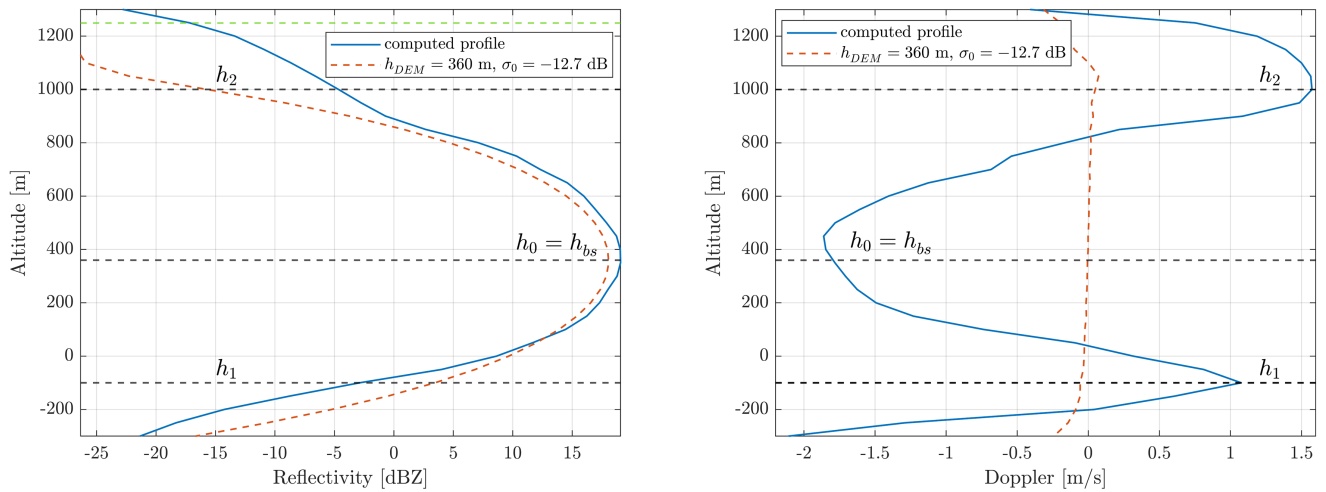 computed profile
h_DEM = 360 m, σ_0 = −12.7 dB
h_2
h_0 = h_bs
h_1
1200
1000
800
600
400
200
0
-200
-25
-20
-15
-10
-5
0
5
10
15
Reflectivity [dBZ]
Altitude [m]
computed profile
h_DEM = 360 m, σ_0 = −12.7 dB
h_2
h_0 = h_bs
h_1
1200
1000
800
600
400
200
0
-200
-2
-1.5
-1
-0.5
0
0.5
1
1.5
Doppler [m/s]
Altitude [m]